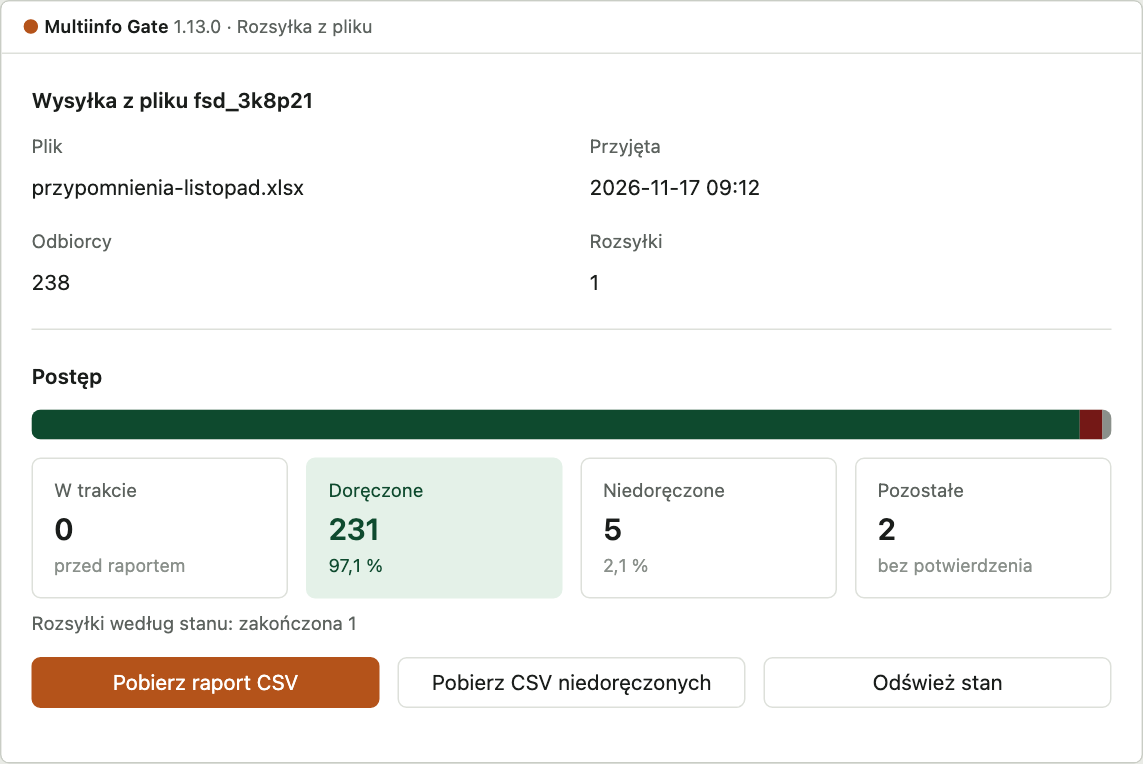 Multiinfo Gate 1.13.0 · Rozsyłka z pliku
Wysyłka z pliku fsd_3k8p21
Plik
przypomnienia-listopad.xlsx
Przyjęta
2026-11-17 09:12
Odbiorcy
238
Rozsyłki
1
Postęp
W trakcie
0
przed raportem
Doręczone
231
97,1 %
Niedoręczone
5
2,1 %
Pozostałe
2
bez potwierdzenia
Rozsyłki według stanu: zakończona 1
Pobierz raport CSV
Pobierz CSV niedoręczonych
Odśwież stan